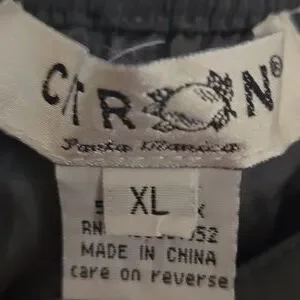 CITRON®
Santa Monica
XL
MADE IN CHINA
care on reverse